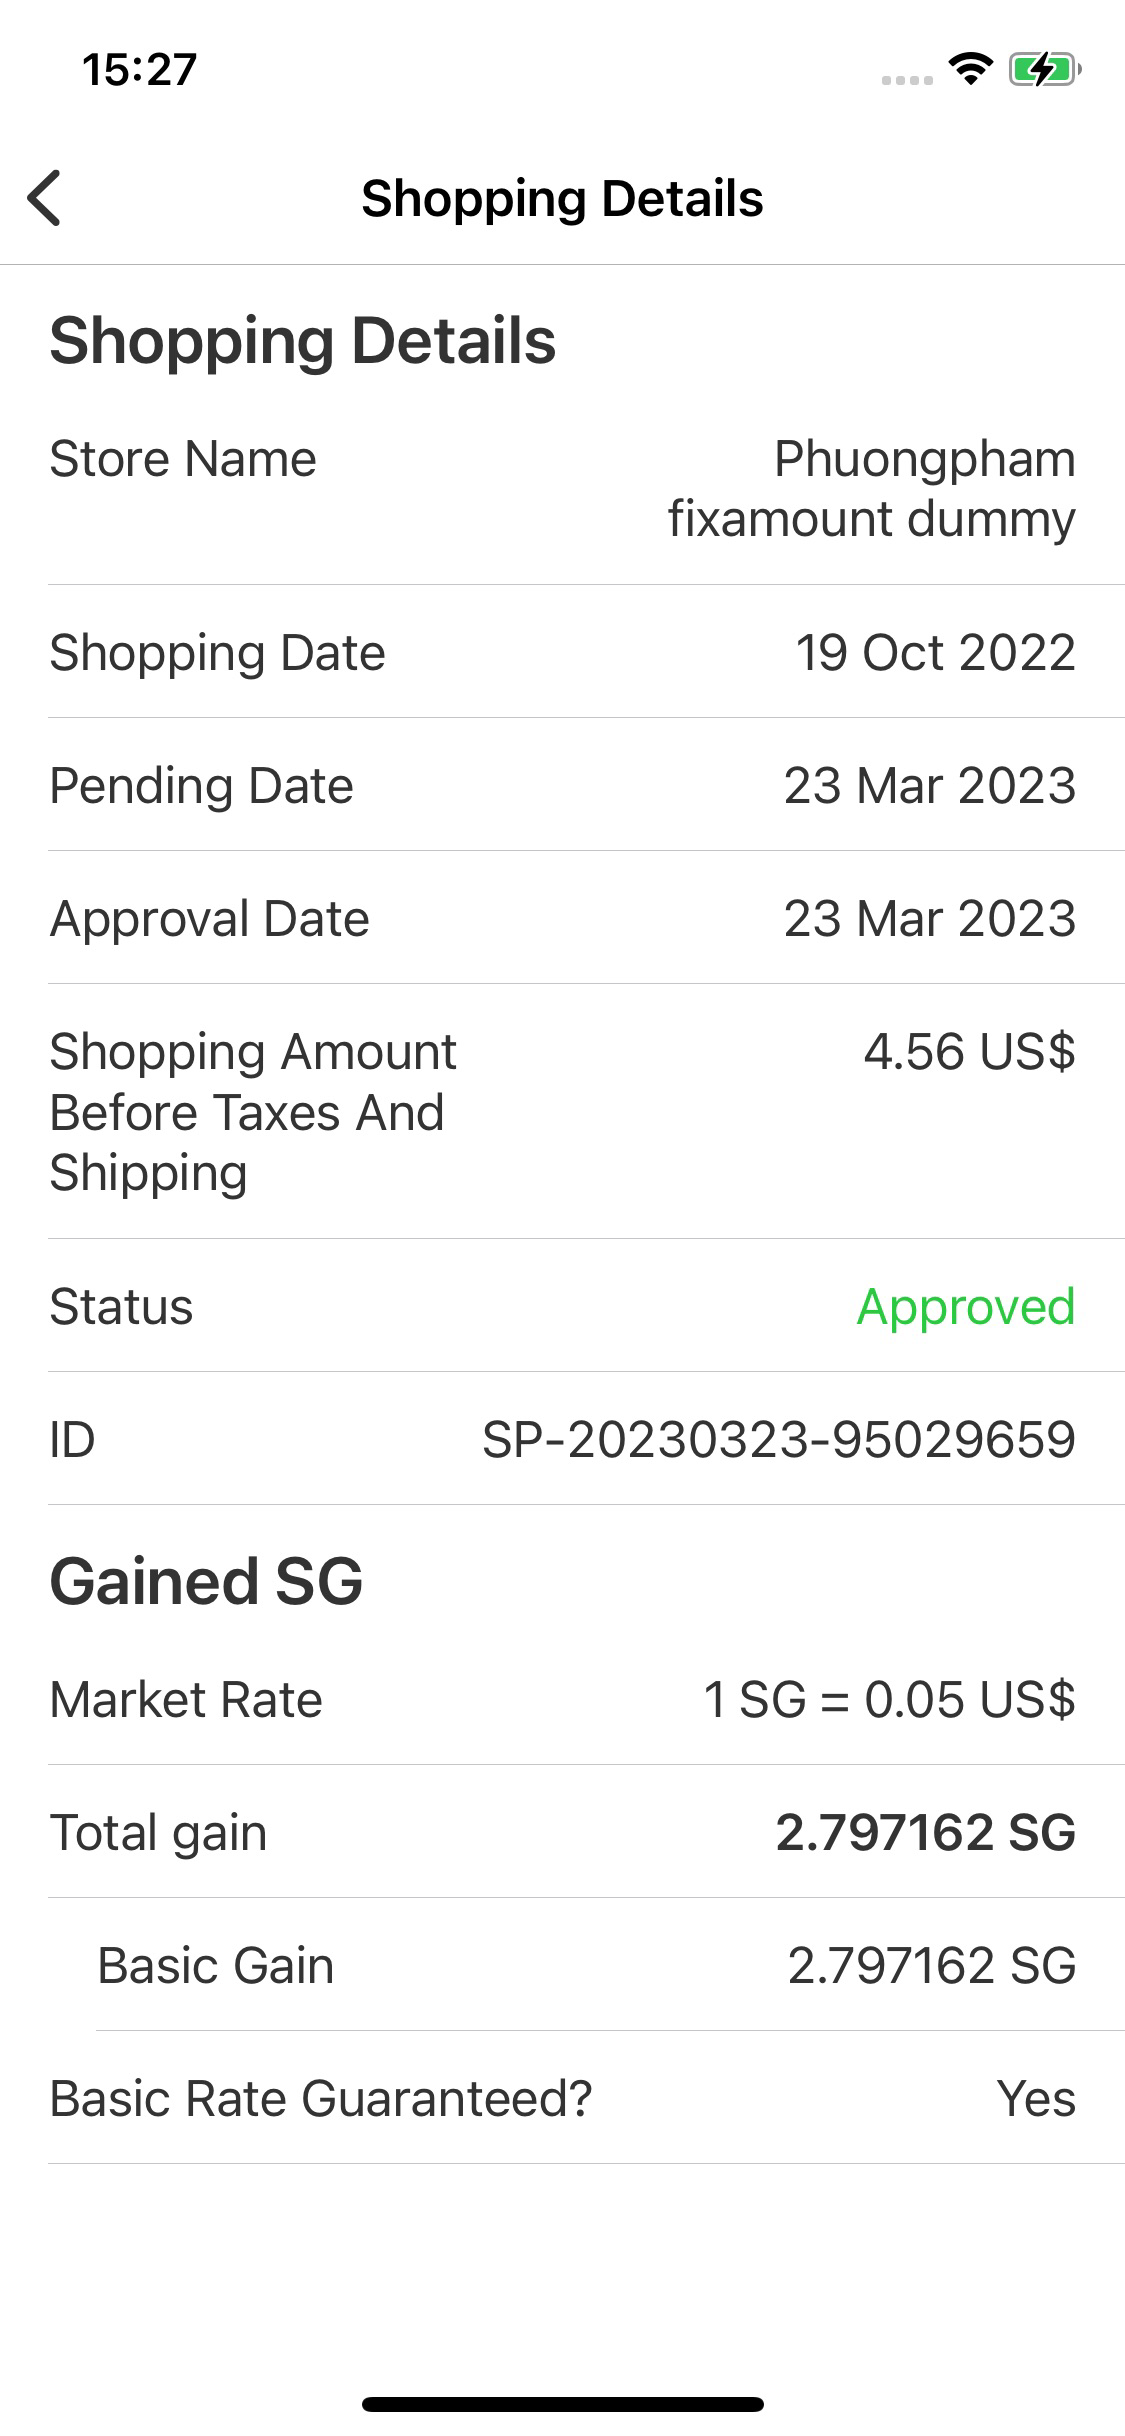 15:27
Shopping Details
Shopping Details
Store Name
Phuongpham
fixamount dummy
Shopping Date
19 Oct 2022
Pending Date
23 Mar 2023
Approval Date
23 Mar 2023
Shopping Amount
Before Taxes And
Shipping
4.56 US$
Status
Approved
ID
SP-20230323-95029659
Gained SG
Market Rate
1 SG = 0.05 US$
Total gain
2.797162 SG
Basic Gain
2.797162 SG
Basic Rate Guaranteed?
Yes